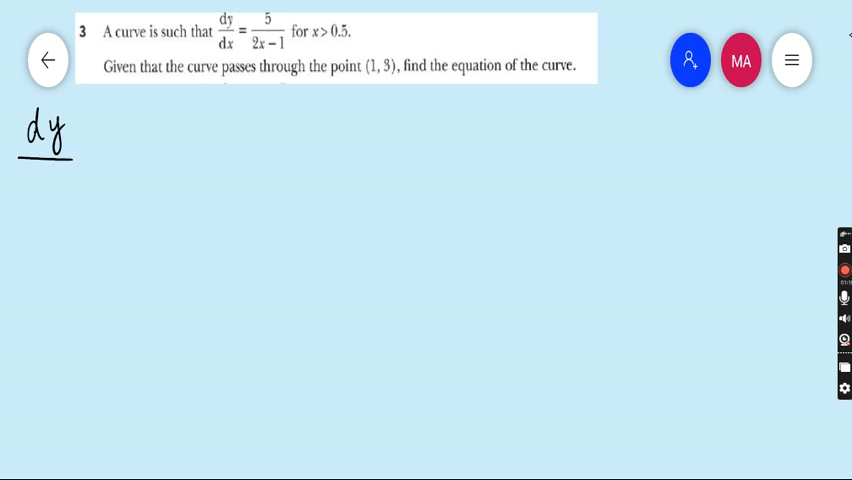 3 A curve is such that dy/dx = 5/(2x – 1) for x > 0.5.
Given that the curve passes through the point (1, 3), find the equation of the curve.
MA
dy